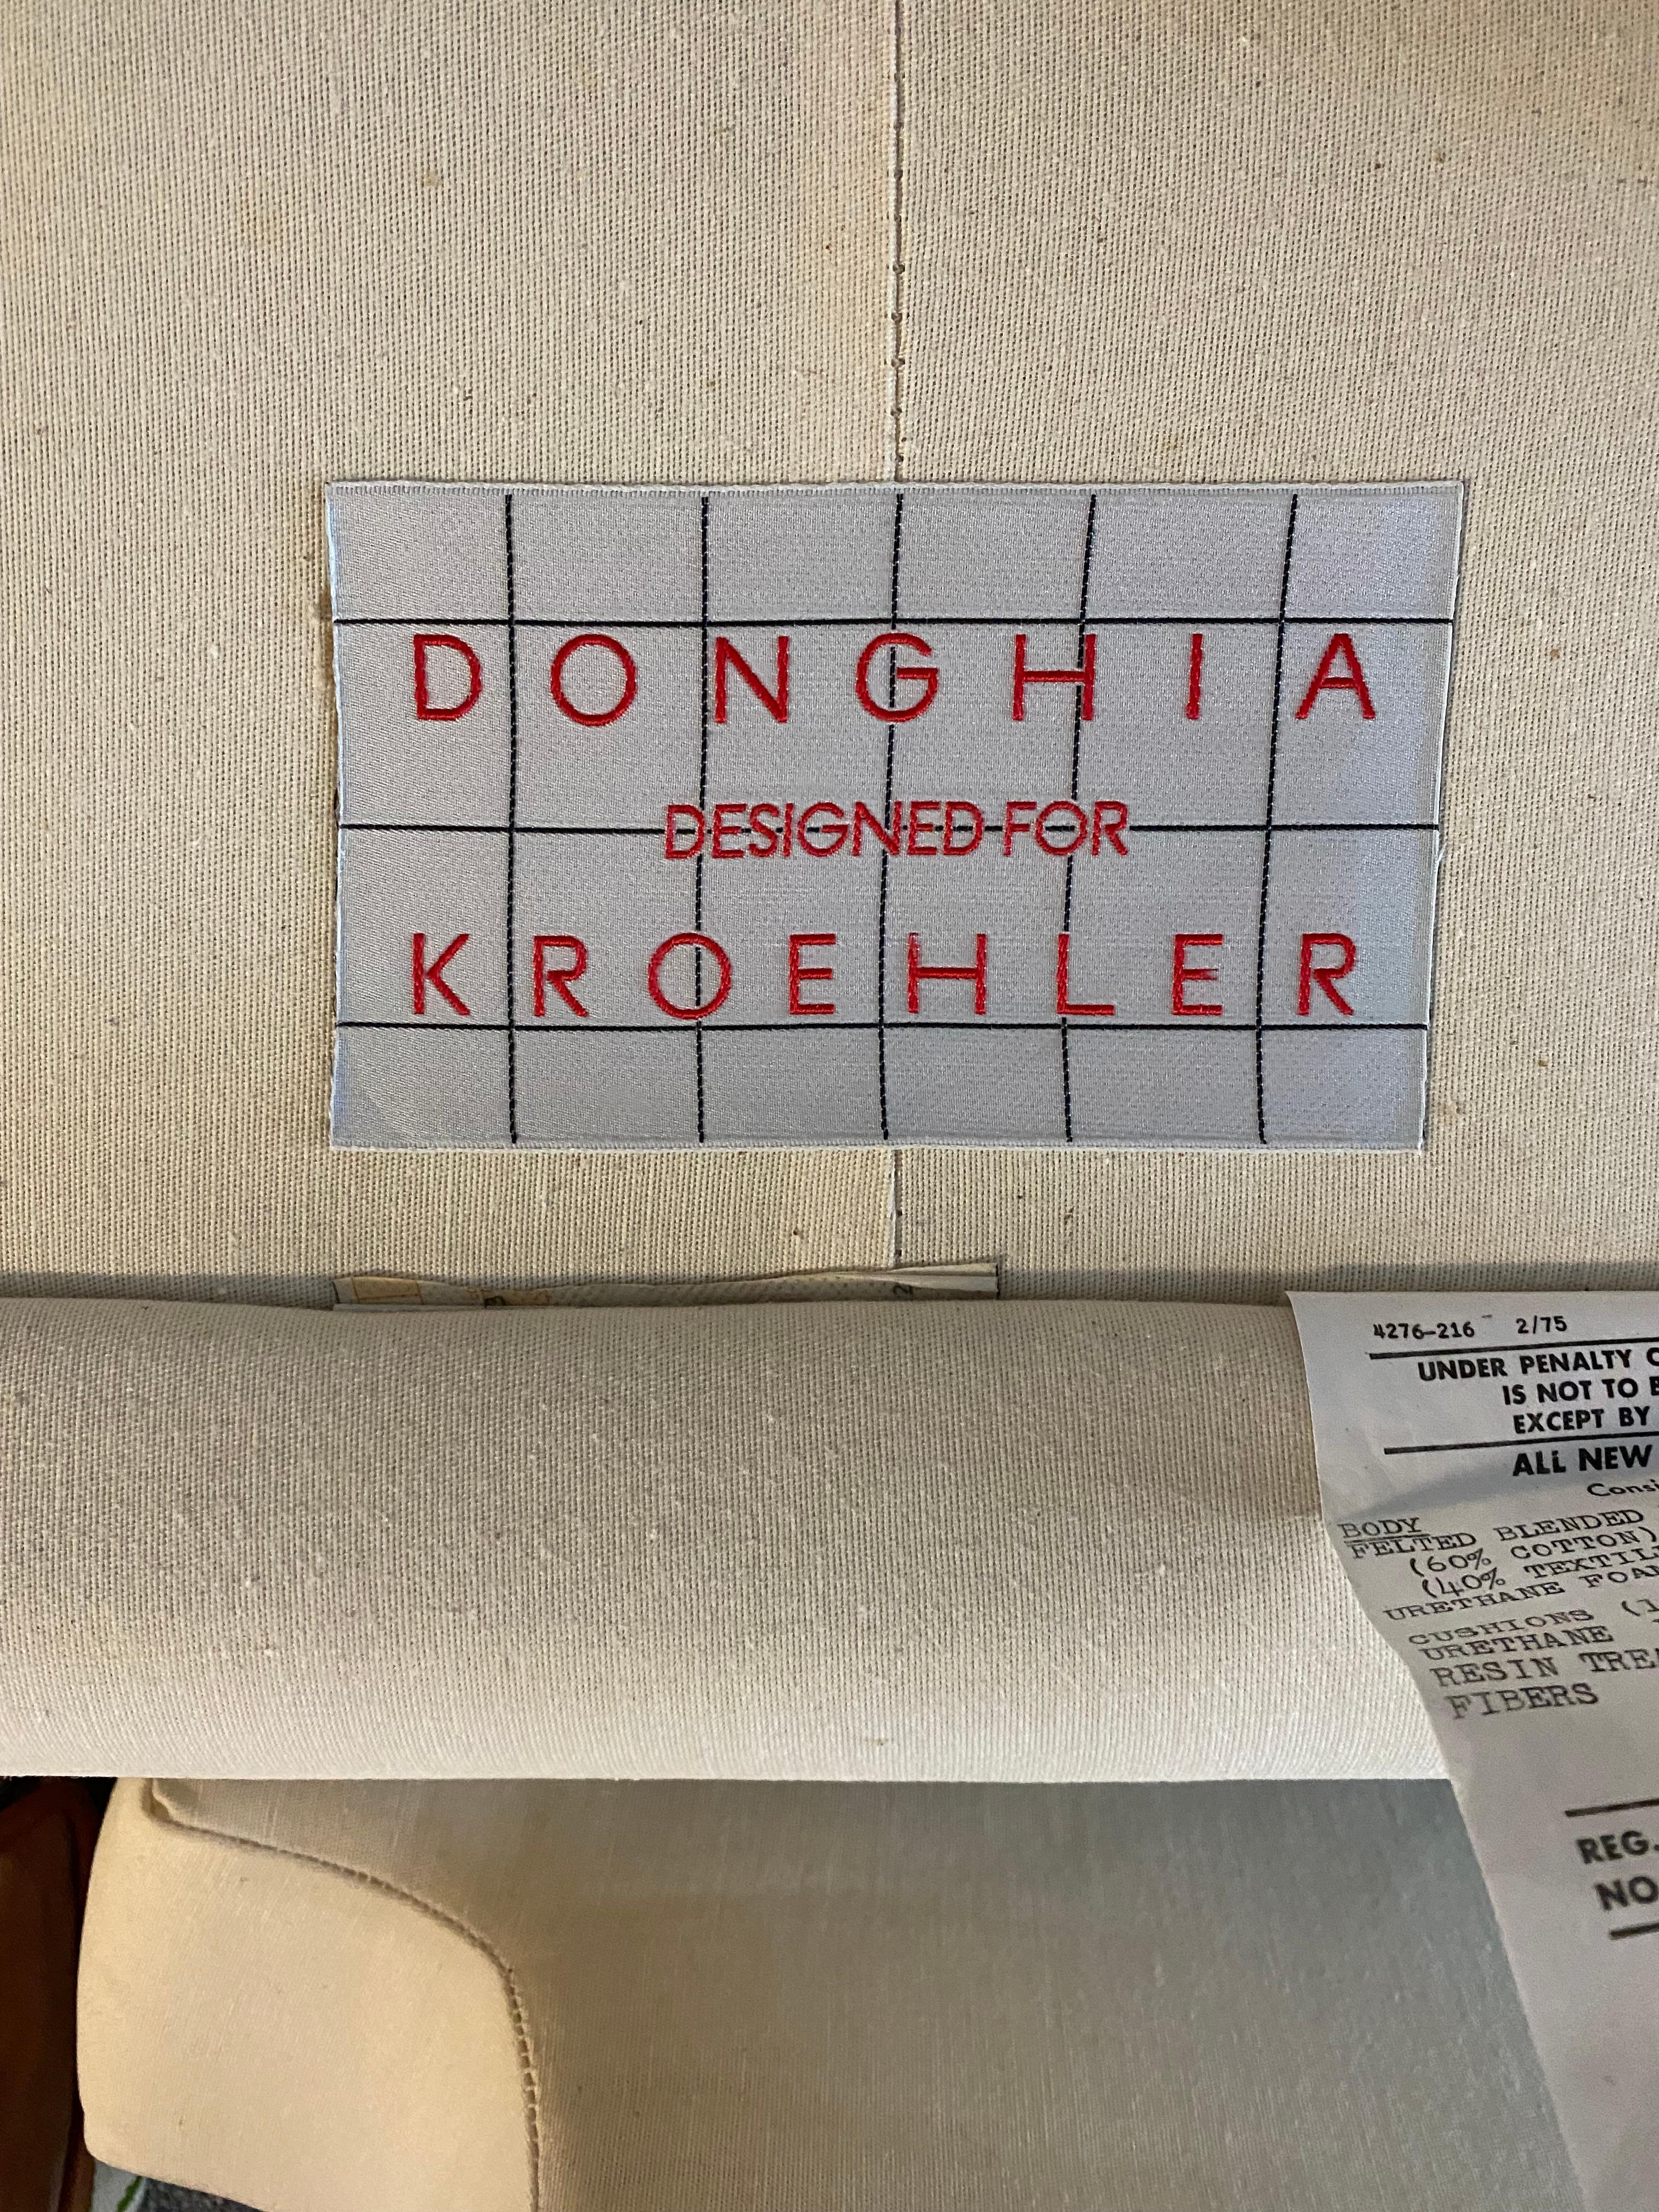 DONGHIA
DESIGNED FOR
KROEHLER
4276-216 2/75
UNDER PENALTY
IS NOT TO
EXCEPT BY
ALL NEW
BODY
FELTED BLENDED
(60% COTTON)
(40%
URETHANE
CUSHIONS
URETHANE
RESIN
FIBERS
REG.
NO